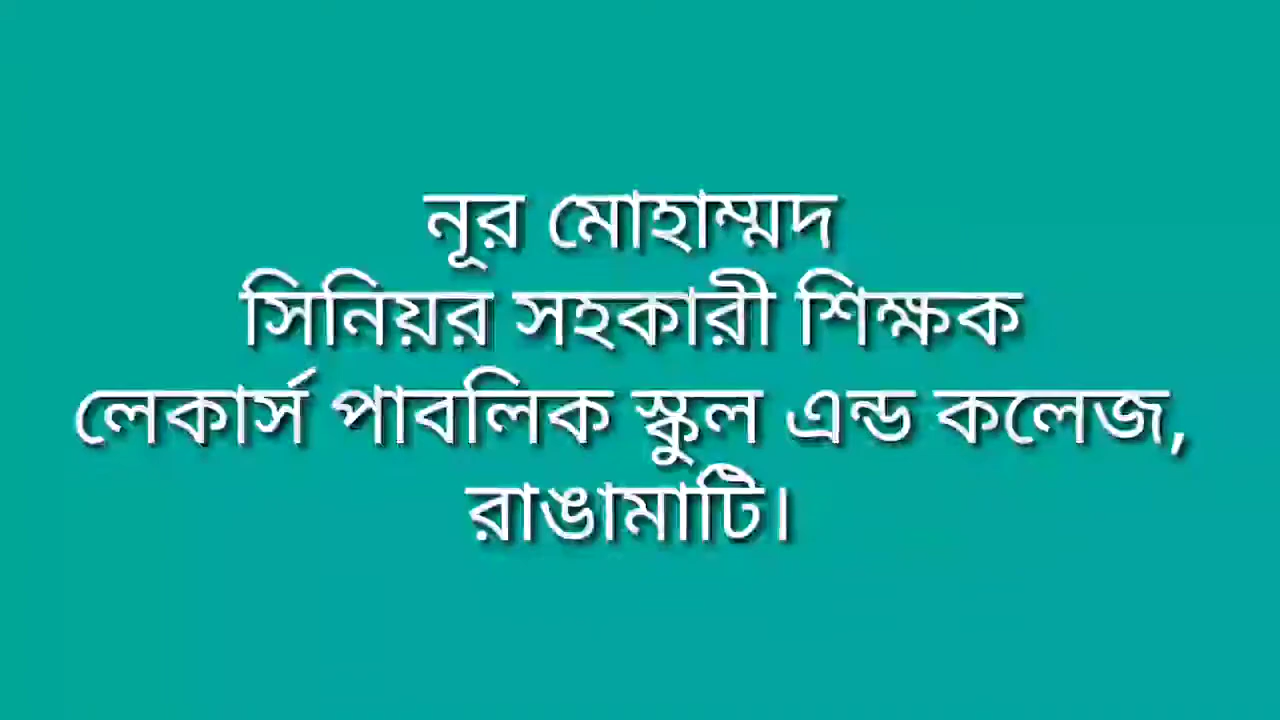 নূর মোহাম্মদ
সিনিয়র সহকারী শিক্ষক
লেকার্স পাবলিক স্কুল এন্ড কলেজ,
রাঙামাটি।